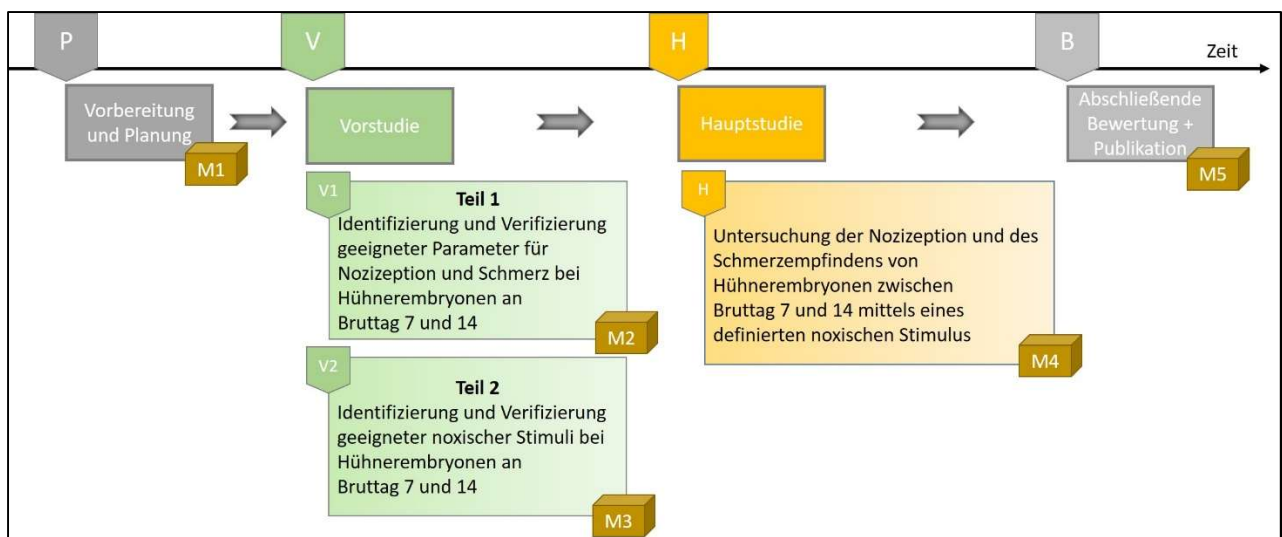 P
V
H
B
Zeit
Vorbereitung
und Planung
M1
Vorstudie
Hauptstudie
Abschließende
Bewertung +
Publikation
M5
V1
Teil 1
Identifizierung und Verifizierung
geeigneter Parameter für
Nozizeption und Schmerz bei
Hühnerembryonen an
Bruttag 7 und 14
M2
V2
Teil 2
Identifizierung und Verifizierung
geeigneter noxischer Stimuli bei
Hühnerembryonen an
Bruttag 7 und 14
M3
H
Untersuchung der Nozizeption und des
Schmerzempfindens von
Hühnerembryonen zwischen
Bruttag 7 und 14 mittels eines
definierten noxischen Stimulus
M4